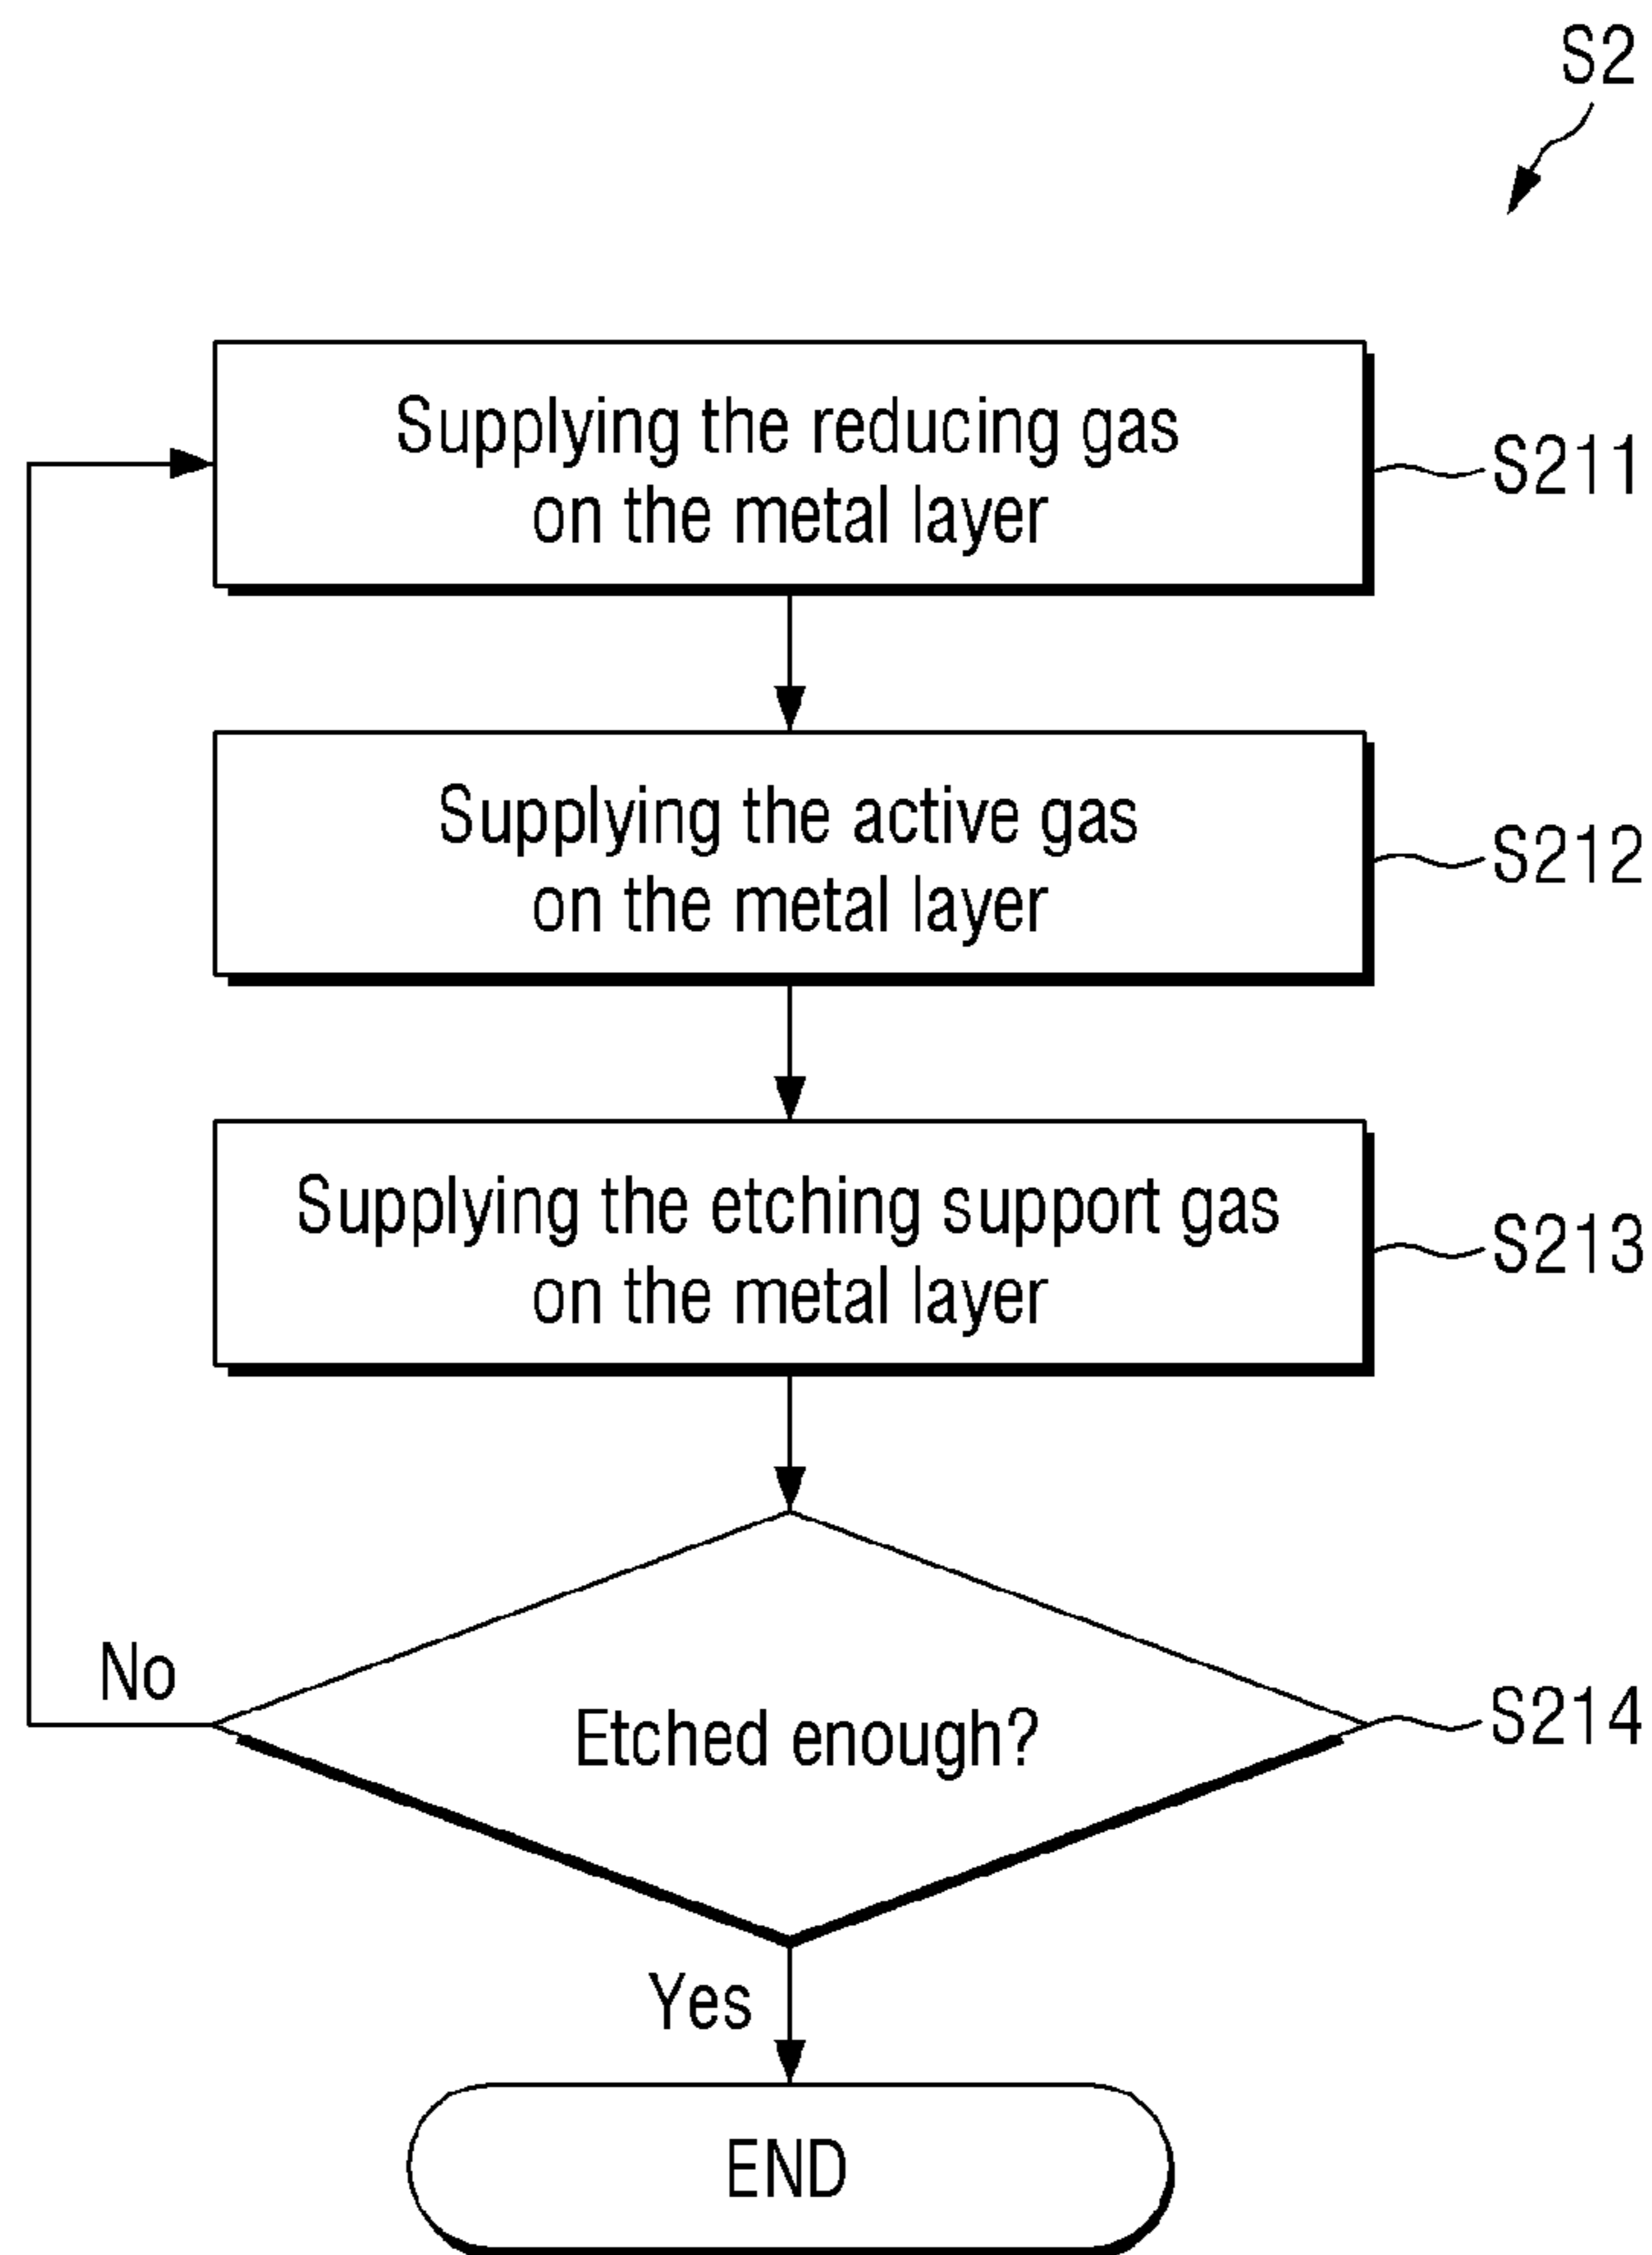 S2
Supplying the reducing gas
on the metal layer
S211
Supplying the active gas
on the metal layer
S212
Supplying the etching support gas
on the metal layer
S213
No
Etched enough?
S214
Yes
END